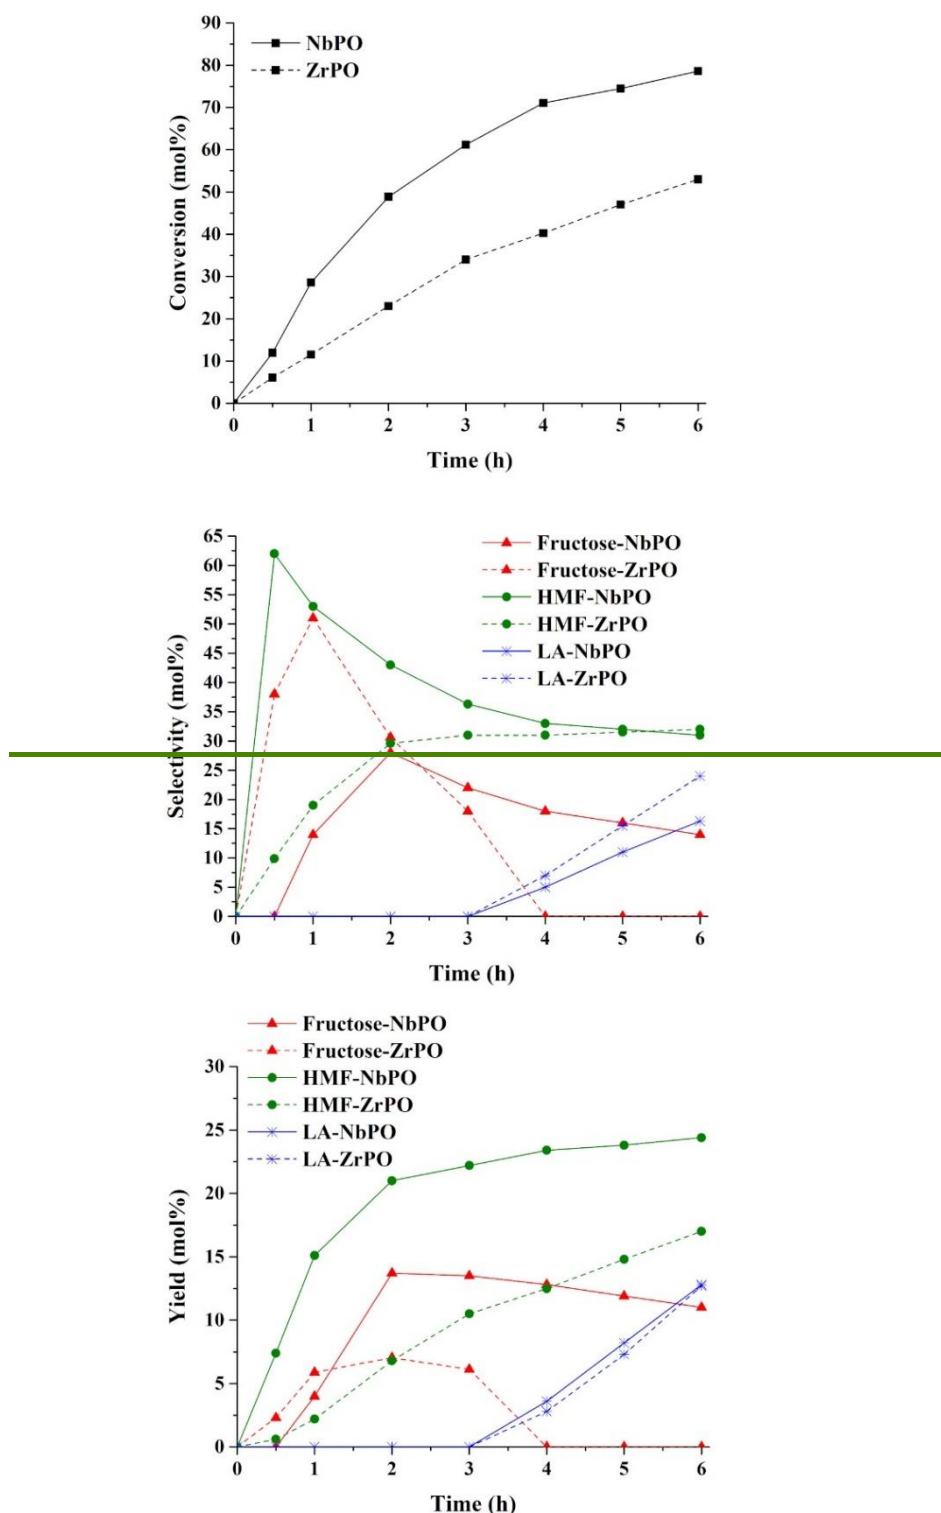 90
80
70
60
50
40
30
20
10
0
NbPO
ZrPO
Conversion (mol%)
0 1 2 3 4 5 6
Time (h)
65
60
55
50
45
40
35
30
25
20
15
10
5
0
Fructose-NbPO
Fructose-ZrPO
HMF-NbPO
HMF-ZrPO
LA-NbPO
LA-ZrPO
Selectivity (mol%)
0 1 2 3 4 5 6
Time (h)
Fructose-NbPO
Fructose-ZrPO
HMF-NbPO
HMF-ZrPO
LA-NbPO
LA-ZrPO
30
25
20
15
10
5
0
Yield (mol%)
0 1 2 3 4 5 6
Time (h)